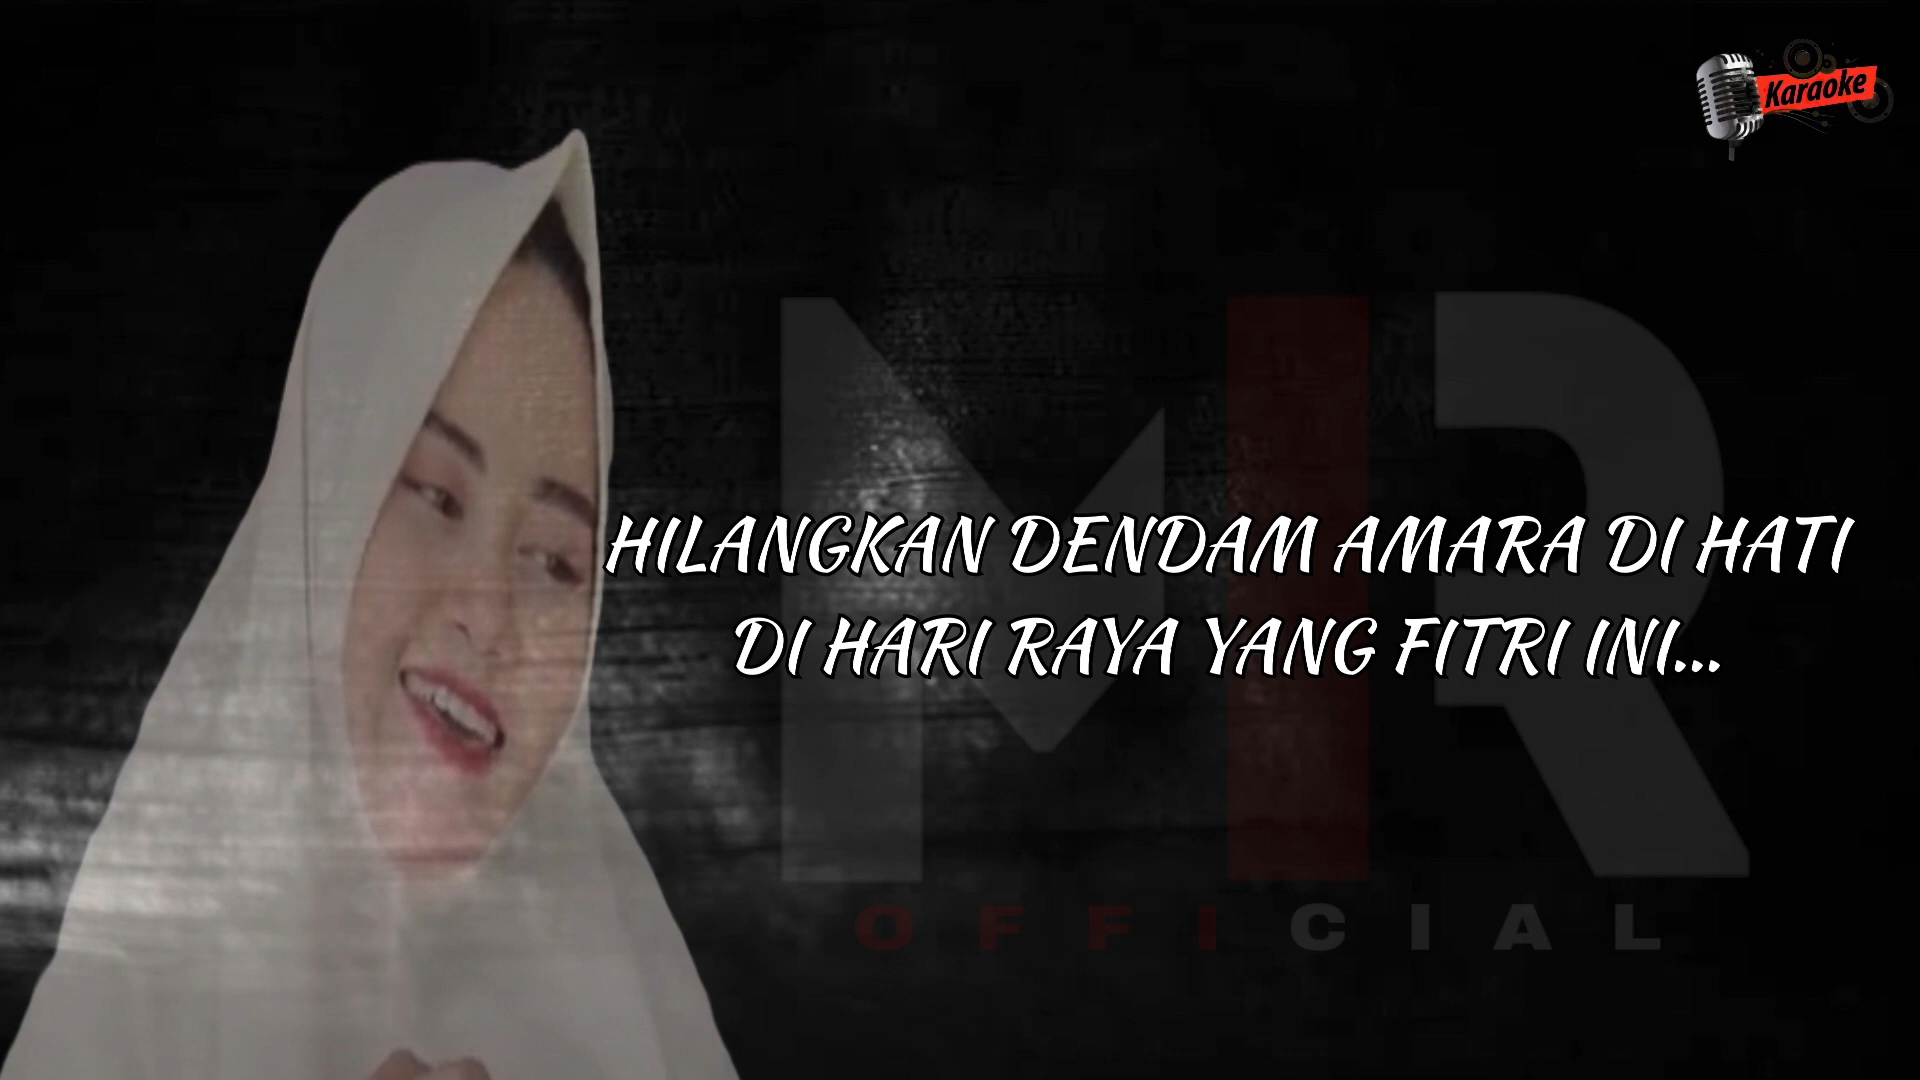 Karaoke
HILANGKAN DENDAM AMARA DI HATI
DI HARI RAYA YANG FITRI INI...
MR
OFFICIAL